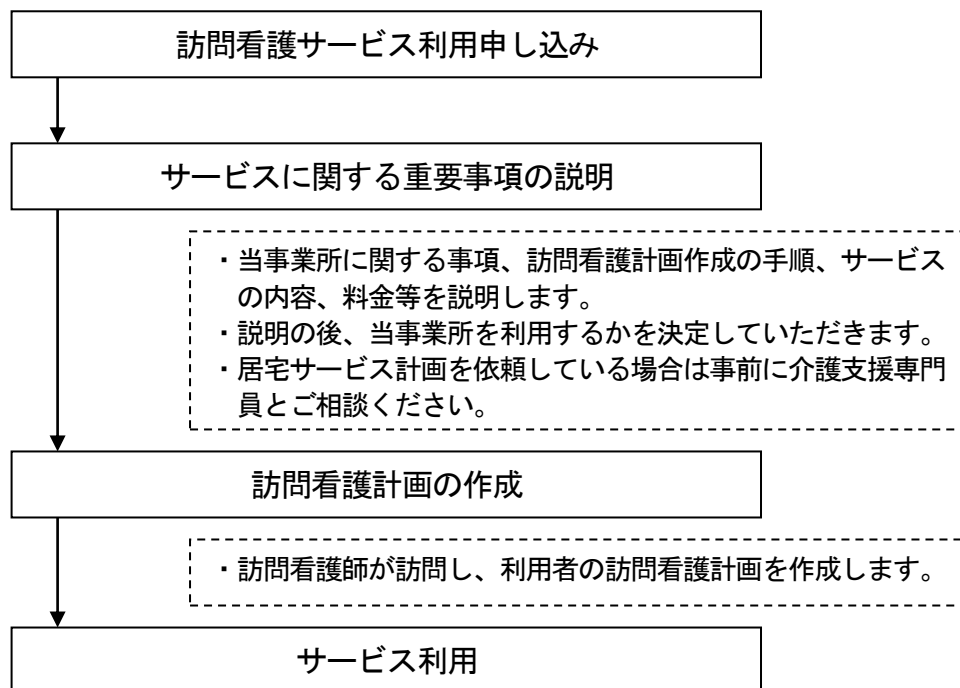 訪問看護サービス利用申し込み
サービスに関する重要事項の説明
・当事業所に関する事項、訪問看護計画作成の手順、サービス
の内容、料金等を説明します。
・説明の後、当事業所を利用するかを決定していただきます。
・居宅サービス計画を依頼している場合は事前に介護支援専門
員とご相談ください。
訪問看護計画の作成
・訪問看護師が訪問し、利用者の訪問看護計画を作成します。
サービス利用